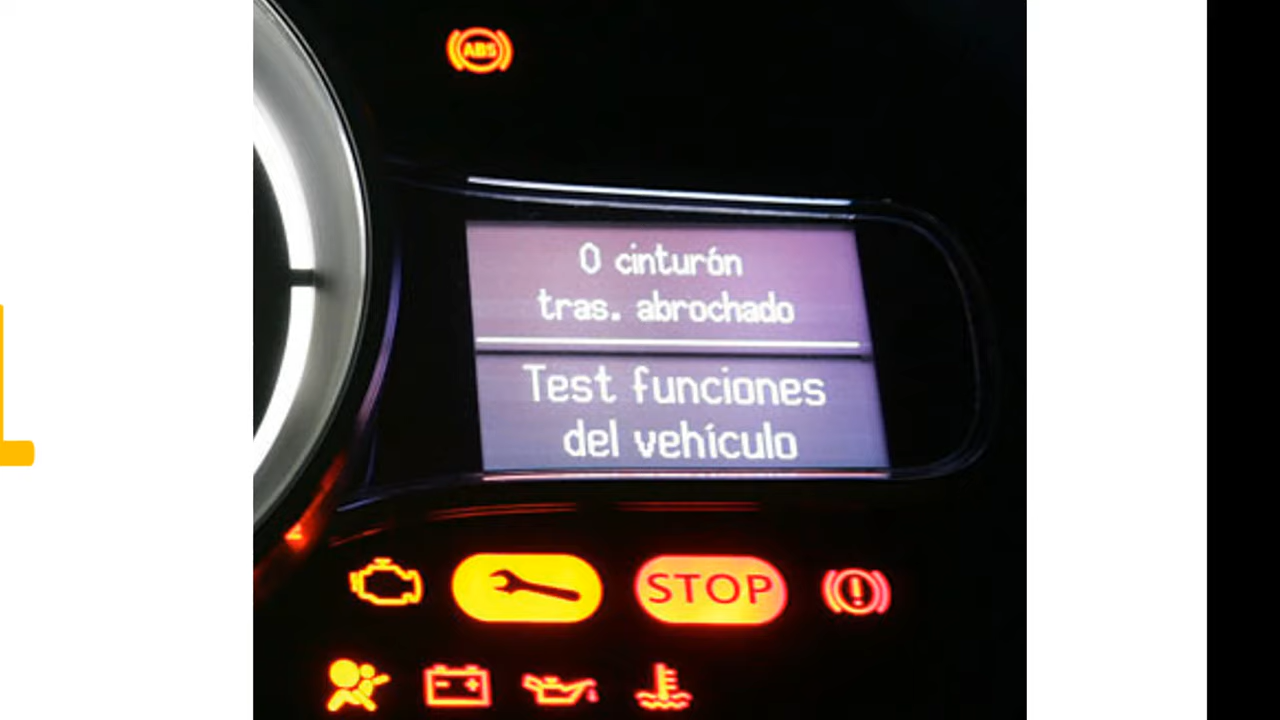 ABS
0 cinturón
tras. abrochado
Test funciones
del vehículo
STOP